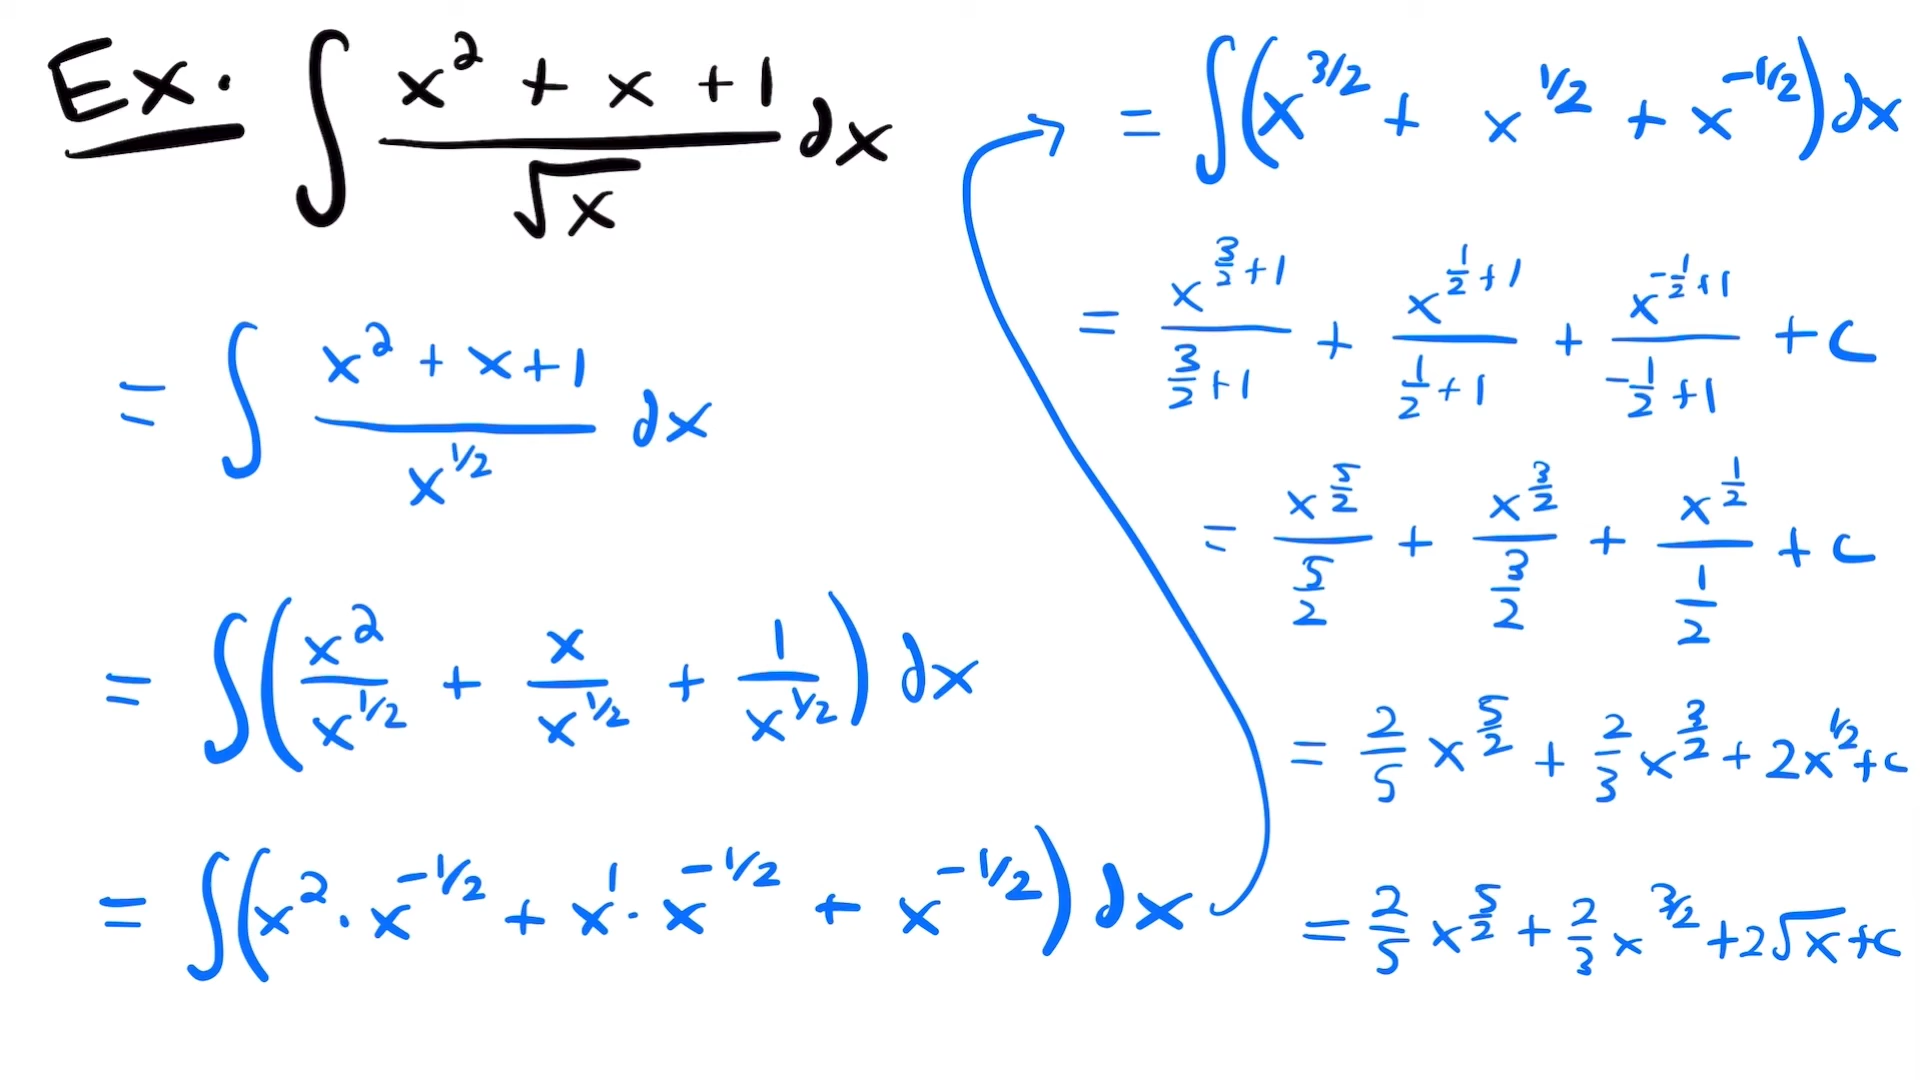 Ex. ∫ (x² + x + 1)/√x dx
= ∫ (x² + x + 1)/x^(1/2) dx
= ∫ (x²/x^(1/2) + x/x^(1/2) + 1/x^(1/2)) dx
= ∫ (x² · x^(-1/2) + x¹ · x^(-1/2) + x^(-1/2)) dx
= ∫ (x^(3/2) + x^(1/2) + x^(-1/2)) dx
= x^(3/2 + 1)/(3/2 + 1) + x^(1/2 + 1)/(1/2 + 1) + x^(-1/2 + 1)/(-1/2 + 1) + c
= x^(5/2)/(5/2) + x^(3/2)/(3/2) + x^(1/2)/(1/2) + c
= 2/5 x^(5/2) + 2/3 x^(3/2) + 2x^(1/2) + c
= 2/5 x^(5/2) + 2/3 x^(3/2) + 2√x + c